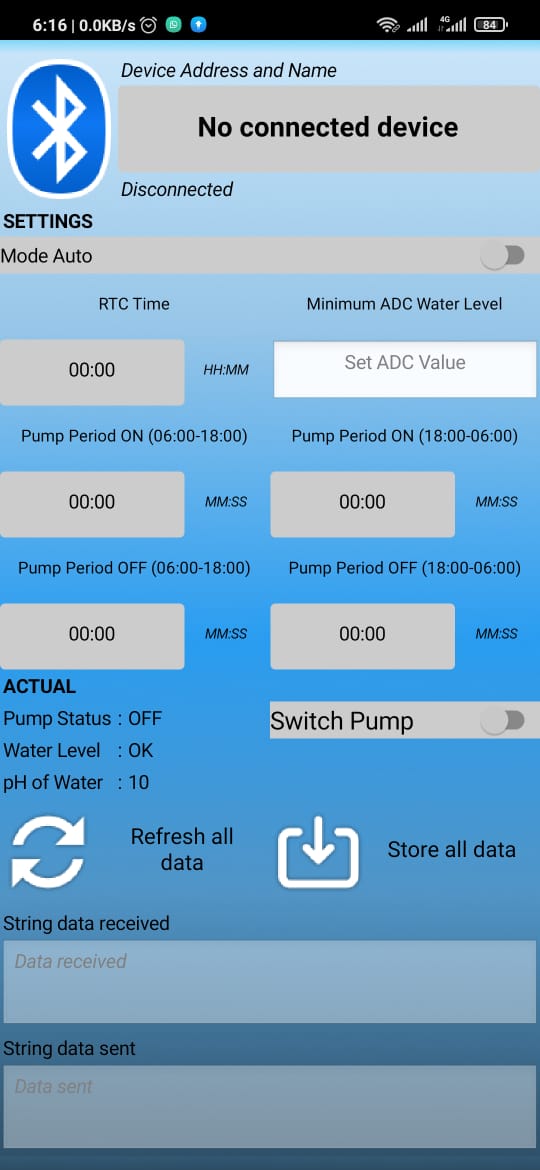 6:16 | 0.0KB/s 4G 84
Device Address and Name
No connected device
Disconnected
SETTINGS
Mode Auto
RTC Time Minimum ADC Water Level
00:00 HH:MM Set ADC Value
Pump Period ON (06:00-18:00) Pump Period ON (18:00-06:00)
00:00 MM:SS 00:00 MM:SS
Pump Period OFF (06:00-18:00) Pump Period OFF (18:00-06:00)
00:00 MM:SS 00:00 MM:SS
ACTUAL
Pump Status : OFF Switch Pump
Water Level : OK
pH of Water : 10
Refresh all
data
Store all data
String data received
Data received
String data sent
Data sent